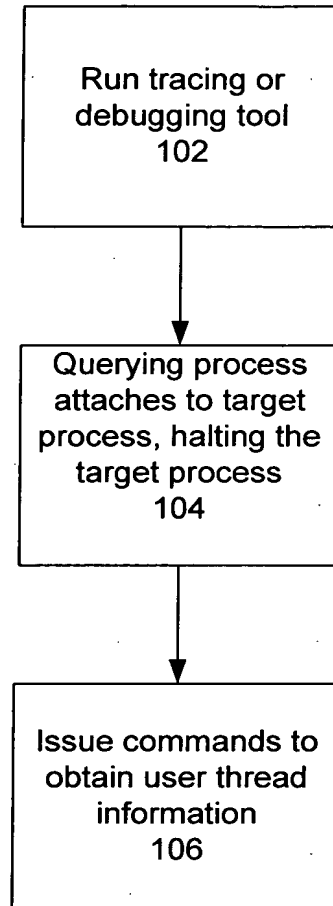 Run tracing or
debugging tool
102
Querying process
attaches to target
process, halting the
target process
104
Issue commands to
obtain user thread
information
106